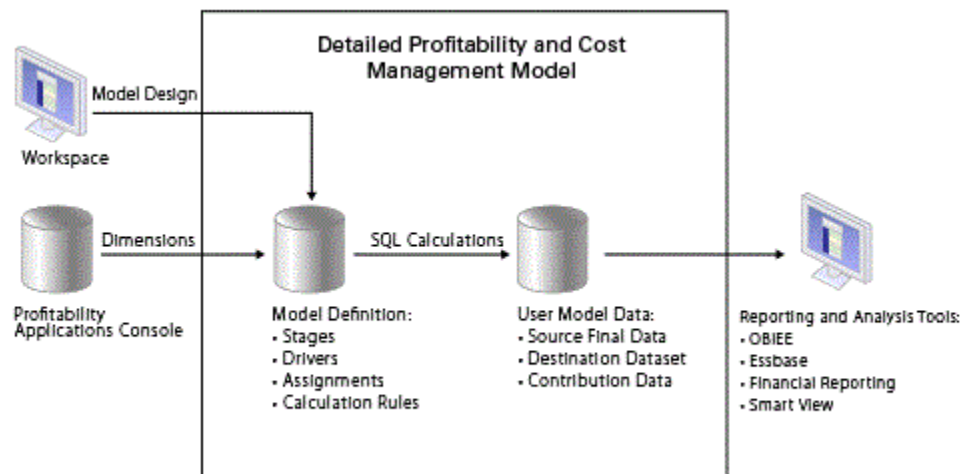 Detailed Profitability and Cost
Management Model
Model Design
Workspace
Dimensions
SQL Calculations
Profitability
Applications Console
Model Definition:
• Stages
• Drivers
• Assignments
• Calculation Rules
User Model Data:
• Source Final Data
• Destination Dataset
• Contribution Data
Reporting and Analysis Tools:
• OBIEE
• Essbase
• Financial Reporting
• Smart View